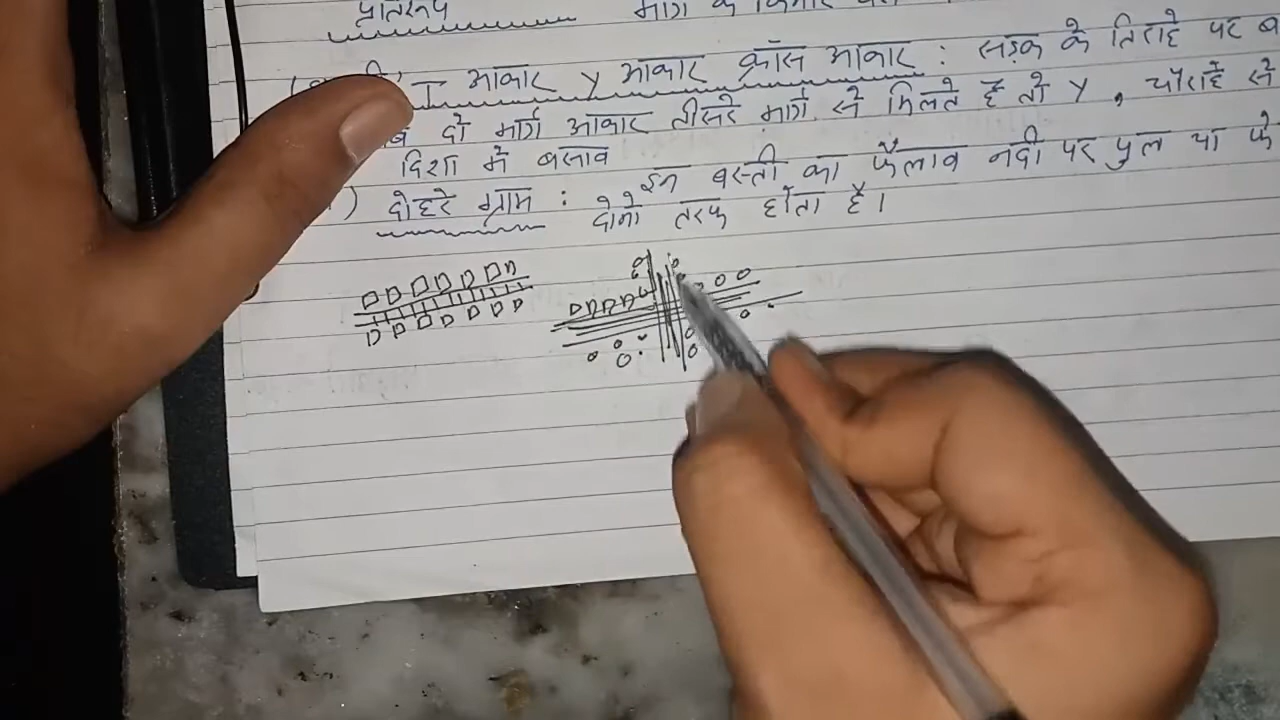 प्रतिरूप मार्ग के किनारे
T आकार Y आकार क्रॉस आकार : सड़क के तिराहे पर ब
दो मार्ग आकार तीसरे मार्ग से मिलते हैं तो Y , चौराहे से
दिशा में बसाव
) दोहरे ग्राम : इन बस्ती का फैलाव नदी पर पुल या फे
दोनो तरफ होता है।